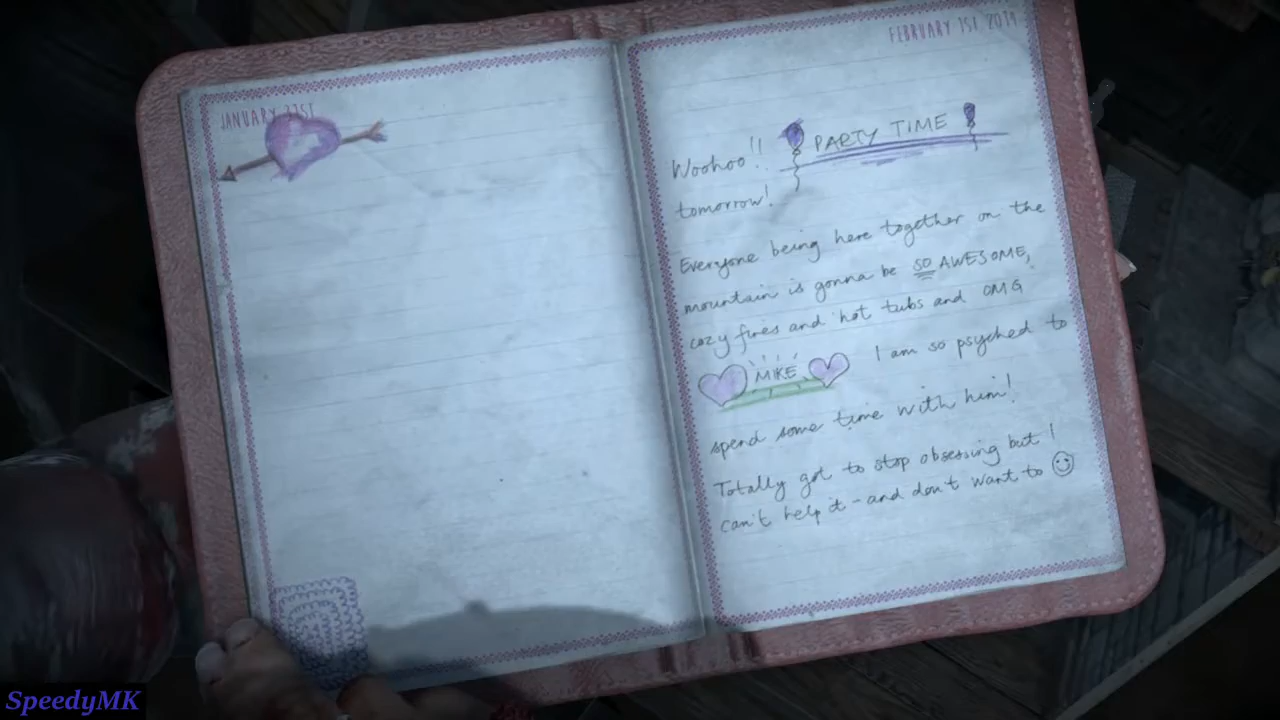 JANUARY 31ST
FEBRUARY 1ST, 2014
Woohoo!! PARTY TIME
tomorrow!
Everyone being here together on the
mountain is gonna be SO AWESOME,
cozy fires and hot tubs and OMG
MIKE I am so psyched to
spend some time with him!
Totally got to stop obsessing but I
can't help it - and don't want to
SpeedyMK